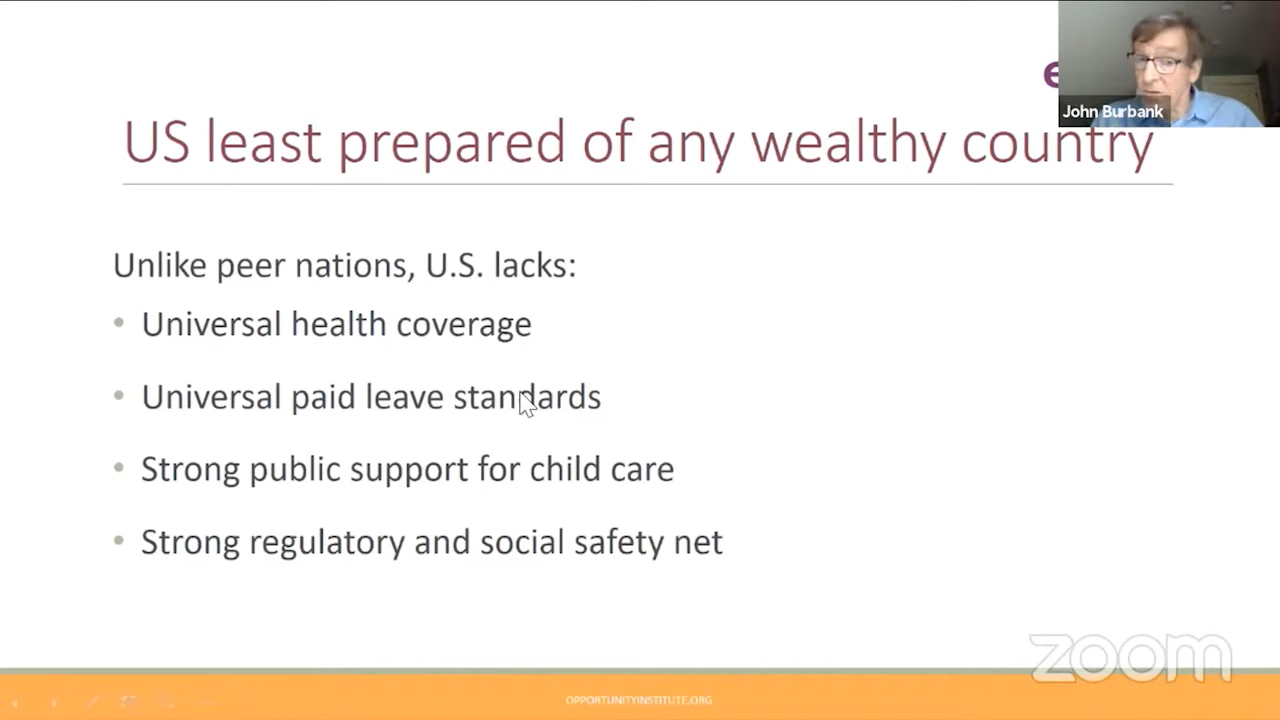 e
John Burbank
US least prepared of any wealthy country
Unlike peer nations, U.S. lacks:
• Universal health coverage
• Universal paid leave standards
• Strong public support for child care
• Strong regulatory and social safety net
zoom
OPPORTUNITYINSTITUTE.ORG